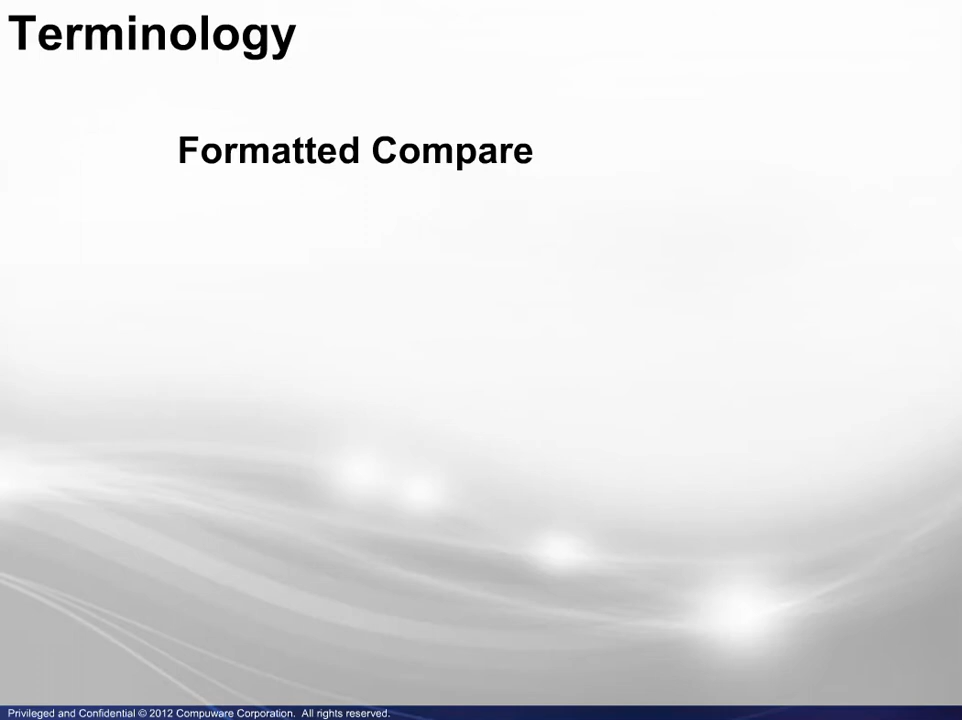 Terminology
Formatted Compare
Privileged and Confidential © 2012 Compuware Corporation. All rights reserved.